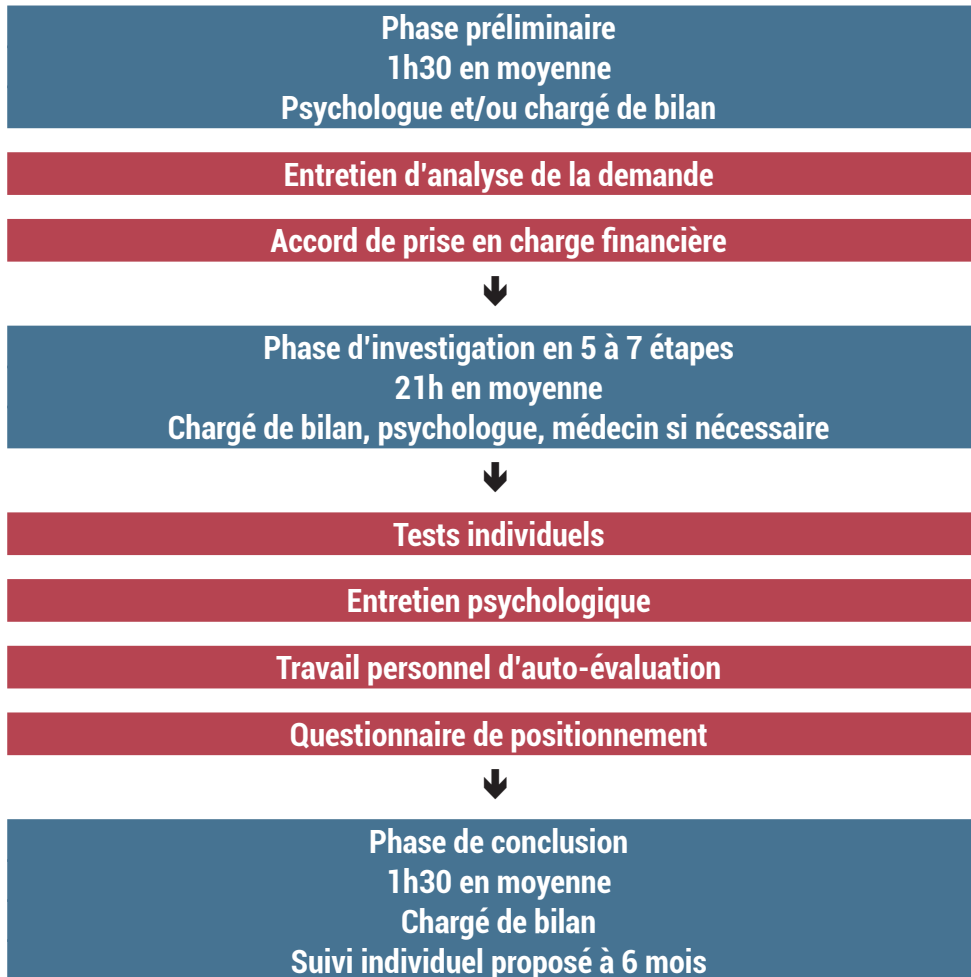 Phase préliminaire
1h30 en moyenne
Psychologue et/ou chargé de bilan
Entretien d'analyse de la demande
Accord de prise en charge financière
Phase d'investigation en 5 à 7 étapes
21h en moyenne
Chargé de bilan, psychologue, médecin si nécessaire
Tests individuels
Entretien psychologique
Travail personnel d'auto-évaluation
Questionnaire de positionnement
Phase de conclusion
1h30 en moyenne
Chargé de bilan
Suivi individuel proposé à 6 mois